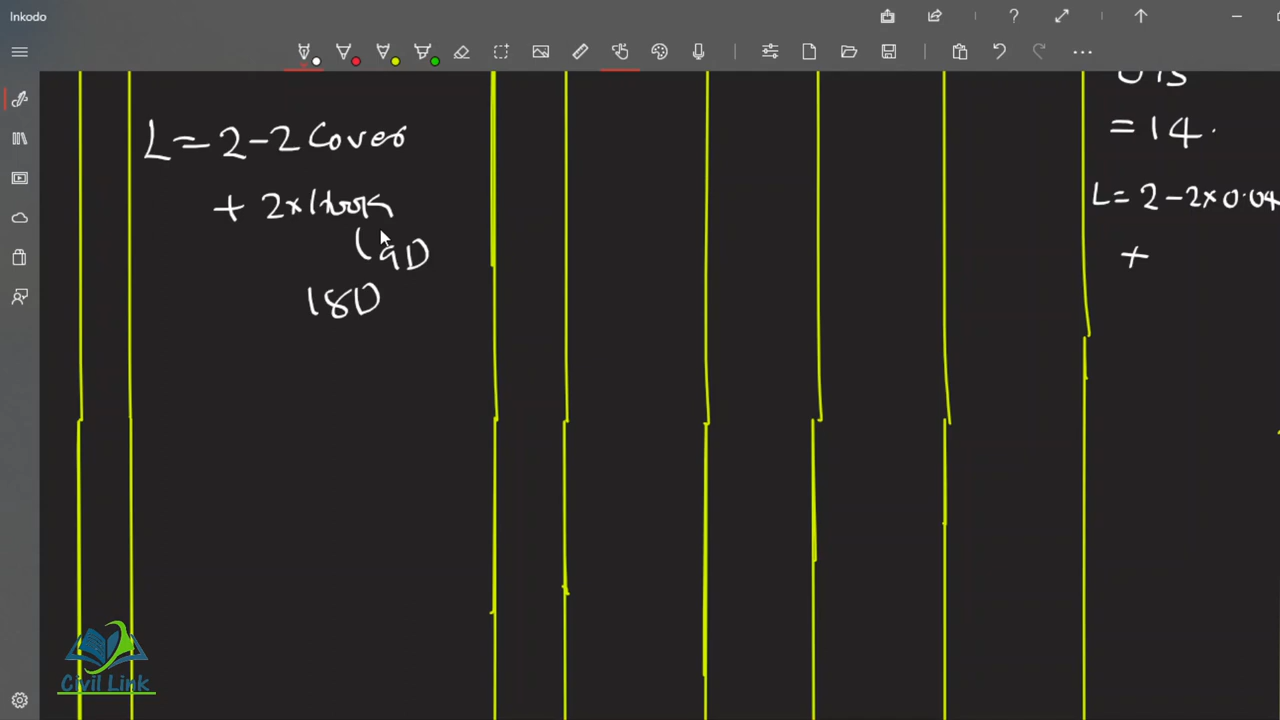 Inkodo
L = 2 - 2 Cover
+ 2 x Hook
(9D
18D
= 14.
L = 2 - 2 x 0.04
+
Civil Link